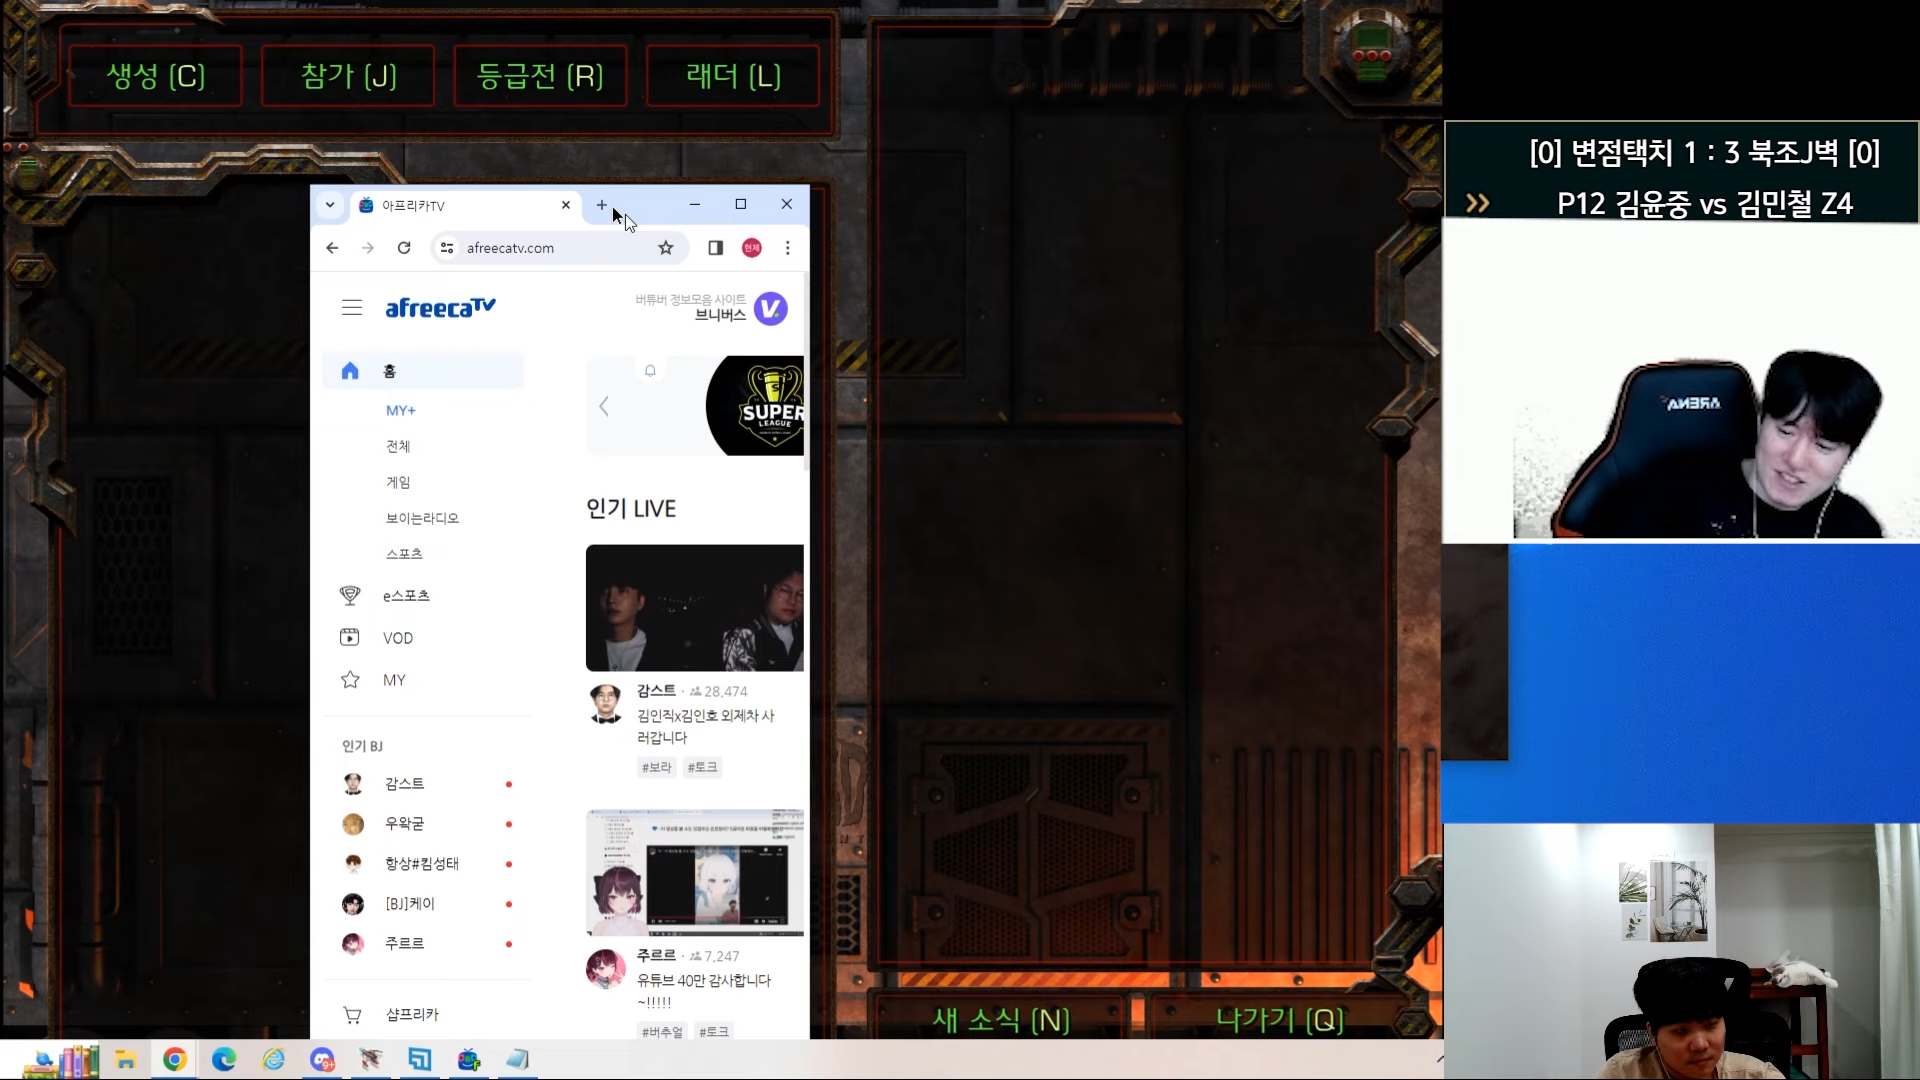 생성 (C)
참가 (J)
등급전 (R)
래더 (L)
[0] 변점택치 1 : 3 북조J벽 [0]
P12 김윤중 vs 김민철 Z4
아프리카TV
afreecatv.com
현제
afreecaTV
버튜버 정보모음 사이트
브니버스
V.
홈
MY+
전체
게임
보이는라디오
스포츠
e스포츠
VOD
MY
SUPER
LEAGUE
인기 LIVE
감스트 · 28,474
김인직x김인호 외제차 사
러갑니다
#보라 #토크
인기 BJ
감스트
우왁굳
항상#킴성태
[BJ]케이
주르르
주르르 · 7,247
유튜브 40만 감사합니다
~!!!!!
#버추얼 #토크
샵프리카
새 소식 (N)
나가기 (Q)
ARENA
9+